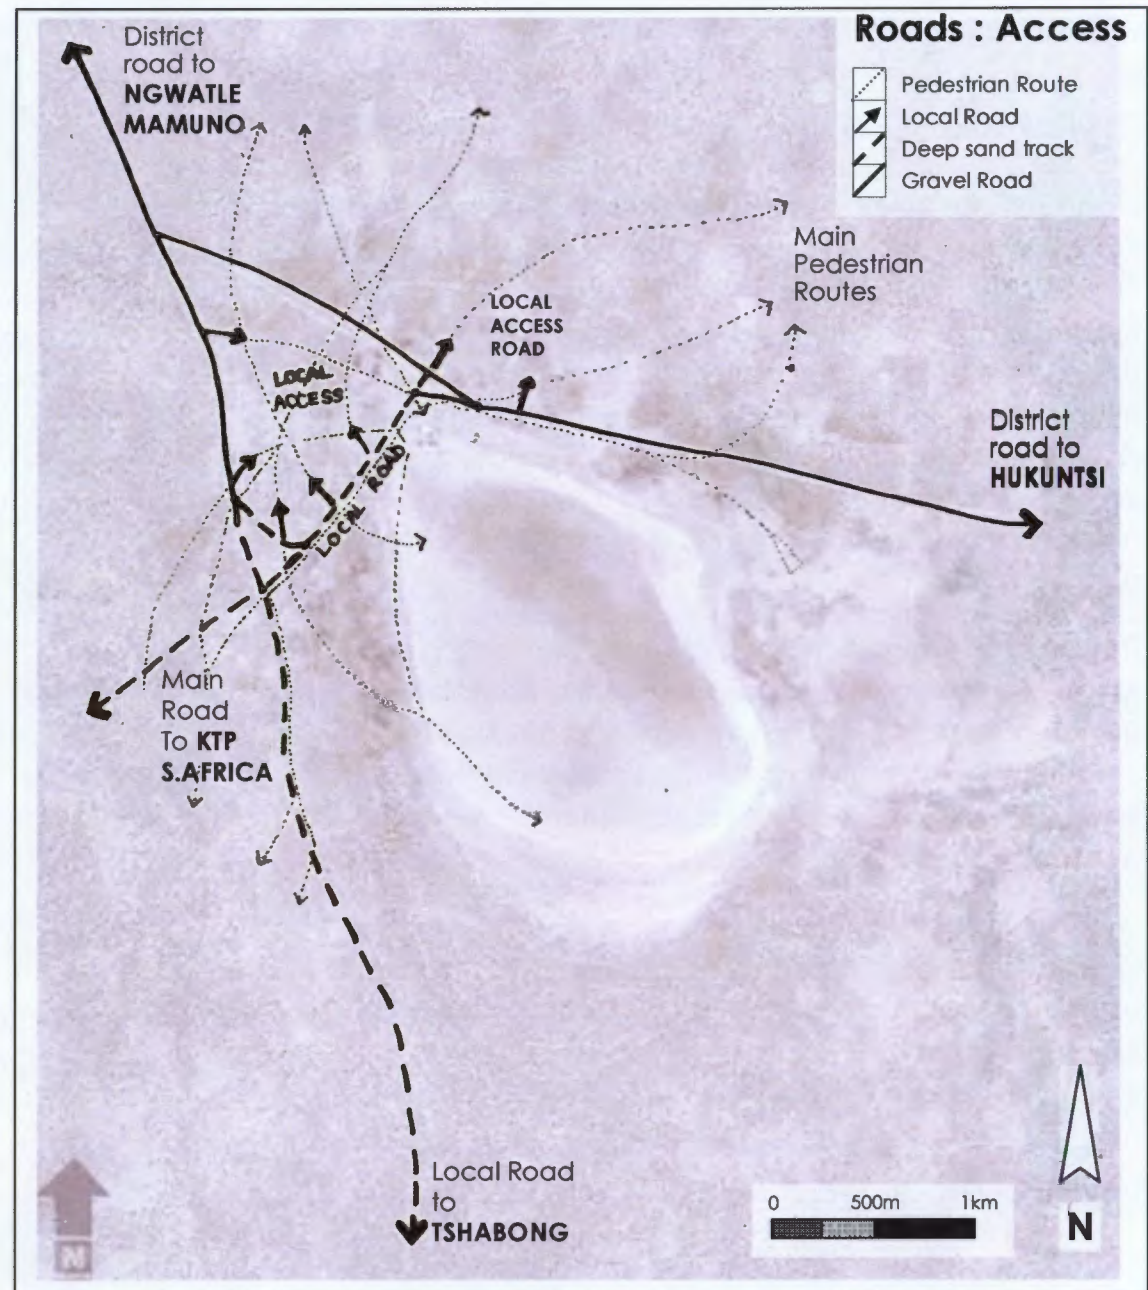 Roads : Access
Pedestrian Route
Local Road
Deep sand track
Gravel Road
District
road to
NGWATLE
MAMUNO
Main
Pedestrian
Routes
LOCAL
ACCESS
ROAD
LOCAL
ACCESS
District
road to
HUKUNTSI
LOCAL ROAD
Main
Road
To KTP
S.AFRICA
Local Road
to
TSHABONG
0 500m 1km
N
N